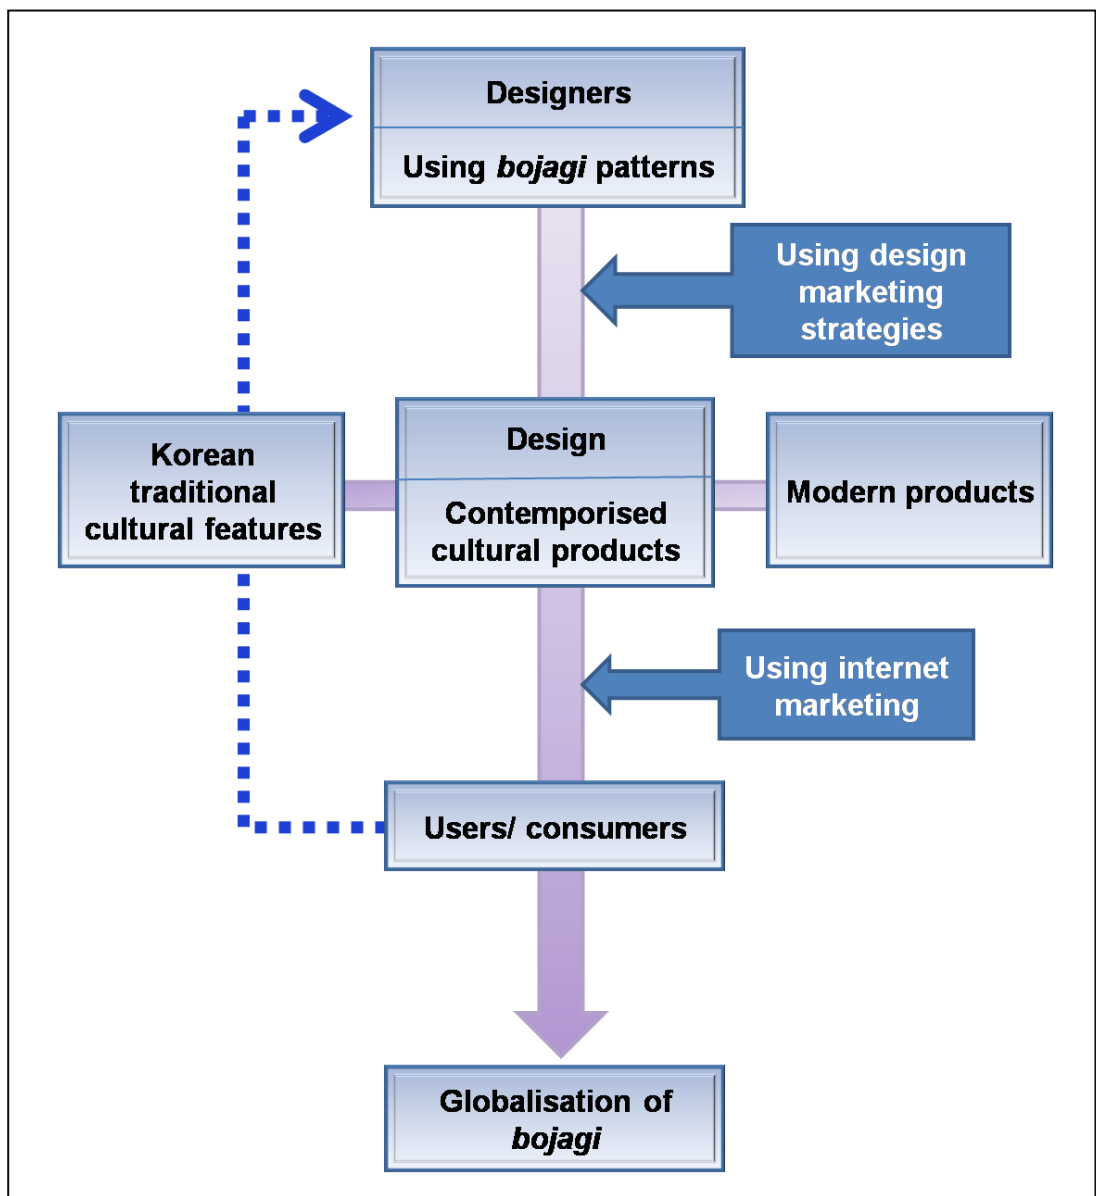 Designers
Using bojagi patterns
Using design
marketing
strategies
Korean
traditional
cultural features
Design
Contemporised
cultural products
Modern products
Using internet
marketing
Users/ consumers
Globalisation of
bojagi